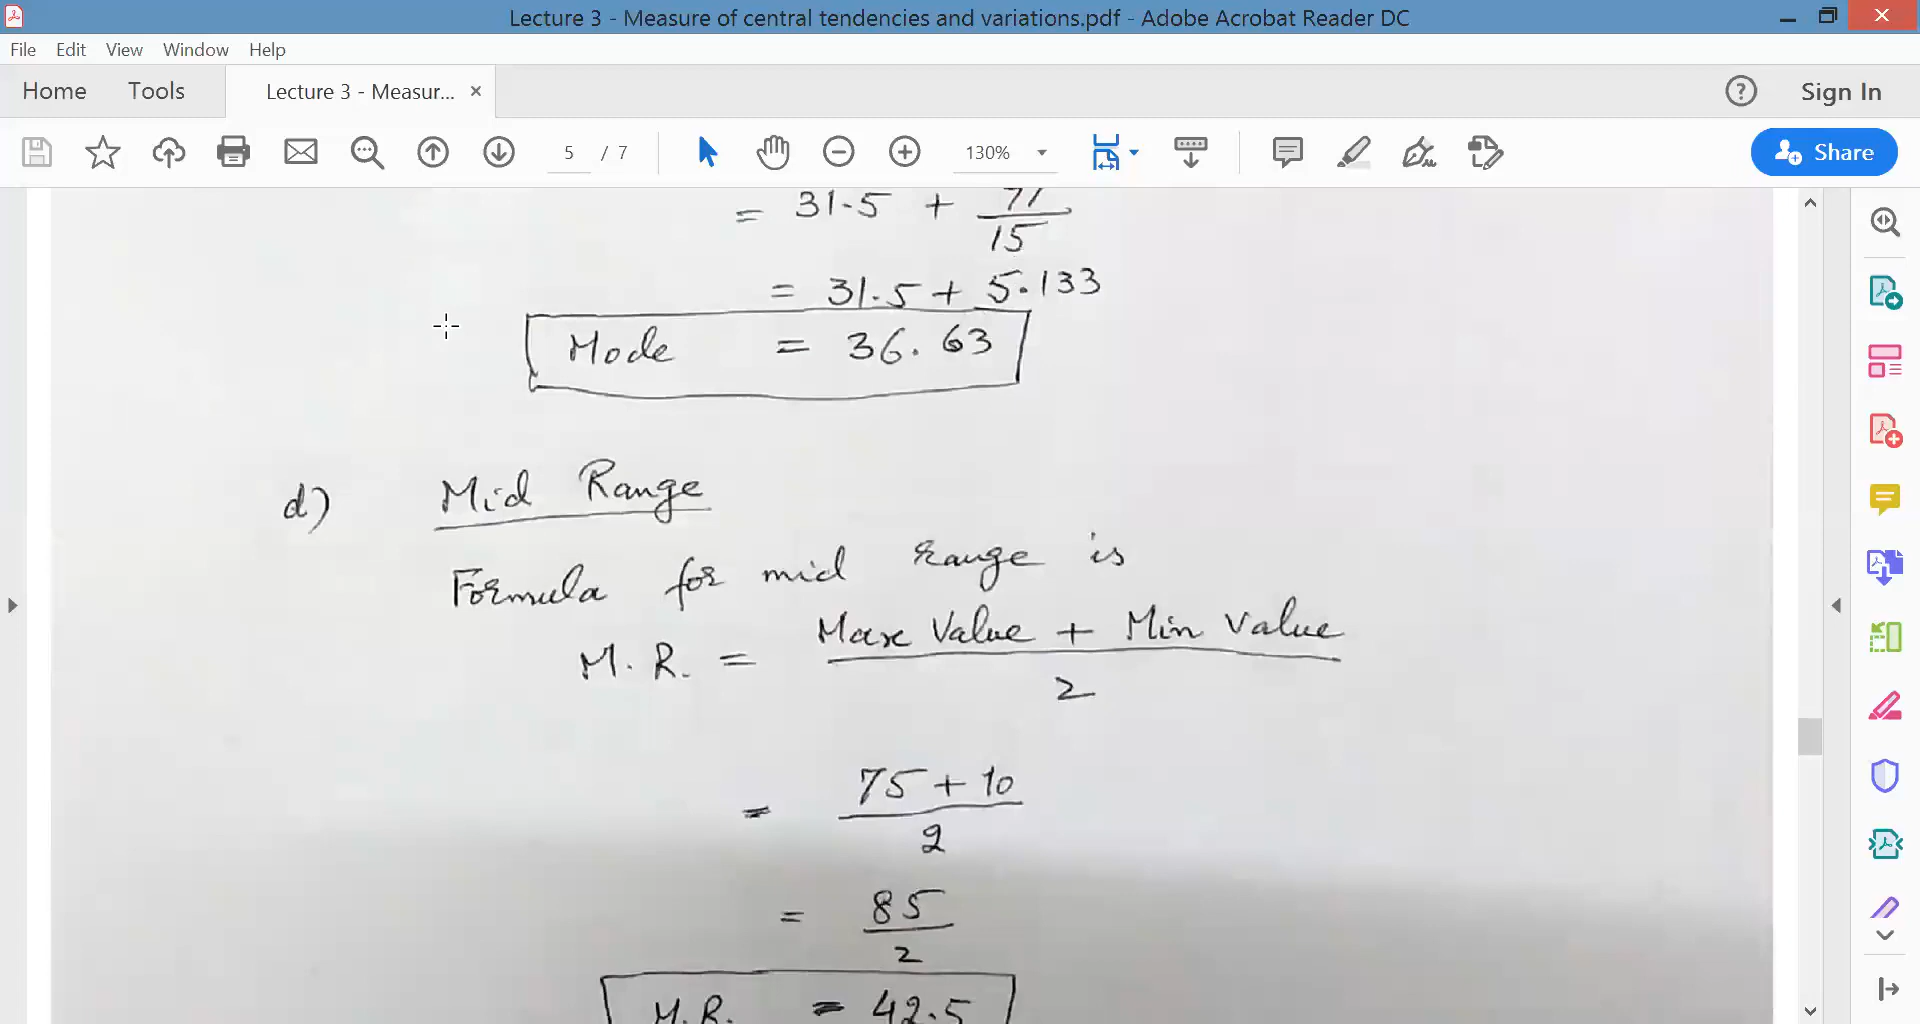 Lecture 3 - Measure of central tendencies and variations.pdf - Adobe Acrobat Reader DC
File Edit View Window Help
Home Tools Lecture 3 - Measur... × Sign In
5 / 7 130% Share
= 31.5 + 77/15
= 31.5 + 5.133
Mode = 36.63
d) Mid Range
Formula for mid range is
M.R. = Max Value + Min Value / 2
= 75 + 10 / 2
= 85 / 2
M.R. = 42.5